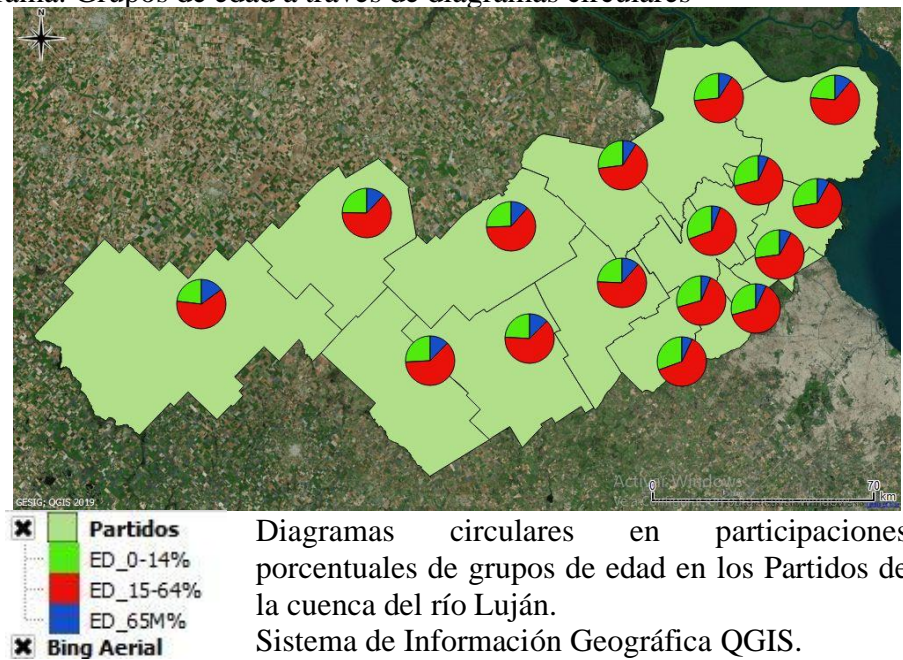 rama: Grupos de edad a través de diagramas circulares
N
Activar Windows
GESIG; QGIS 2019
0 70
km
Partidos
ED_0-14%
ED_15-64%
ED_65M%
Bing Aerial
Diagramas circulares en participaciones
porcentuales de grupos de edad en los Partidos de
la cuenca del río Luján.
Sistema de Información Geográfica QGIS.